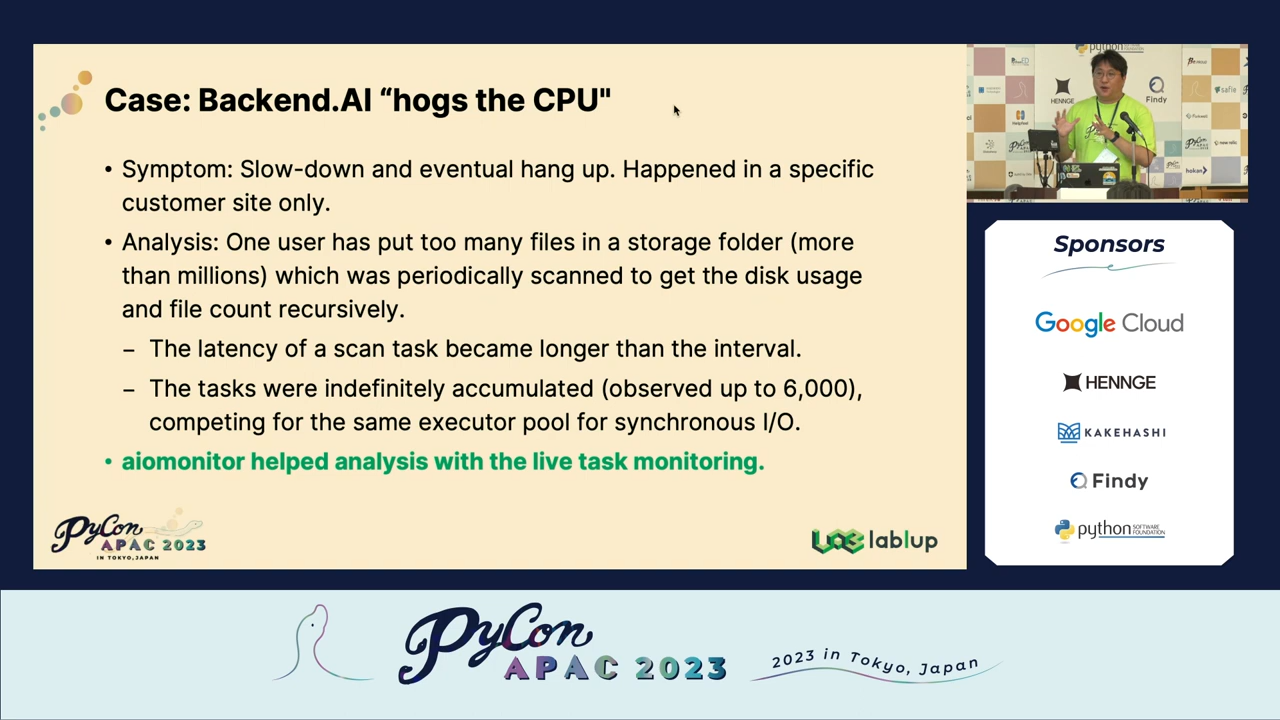 Case: Backend.AI “hogs the CPU"
• Symptom: Slow-down and eventual hang up. Happened in a specific
customer site only.
• Analysis: One user has put too many files in a storage folder (more
than millions) which was periodically scanned to get the disk usage
and file count recursively.
– The latency of a scan task became longer than the interval.
– The tasks were indefinitely accumulated (observed up to 6,000),
competing for the same executor pool for synchronous I/O.
• aiomonitor helped analysis with the live task monitoring.
PyCon
APAC 2023
IN TOKYO, JAPAN
lablup
python
HENNGE
Findy
safie
hokan
Sponsors
Google Cloud
HENNGE
KAKEHASHI
Findy
python SOFTWARE
FOUNDATION
PyCon
APAC 2023
2023 in Tokyo, Japan